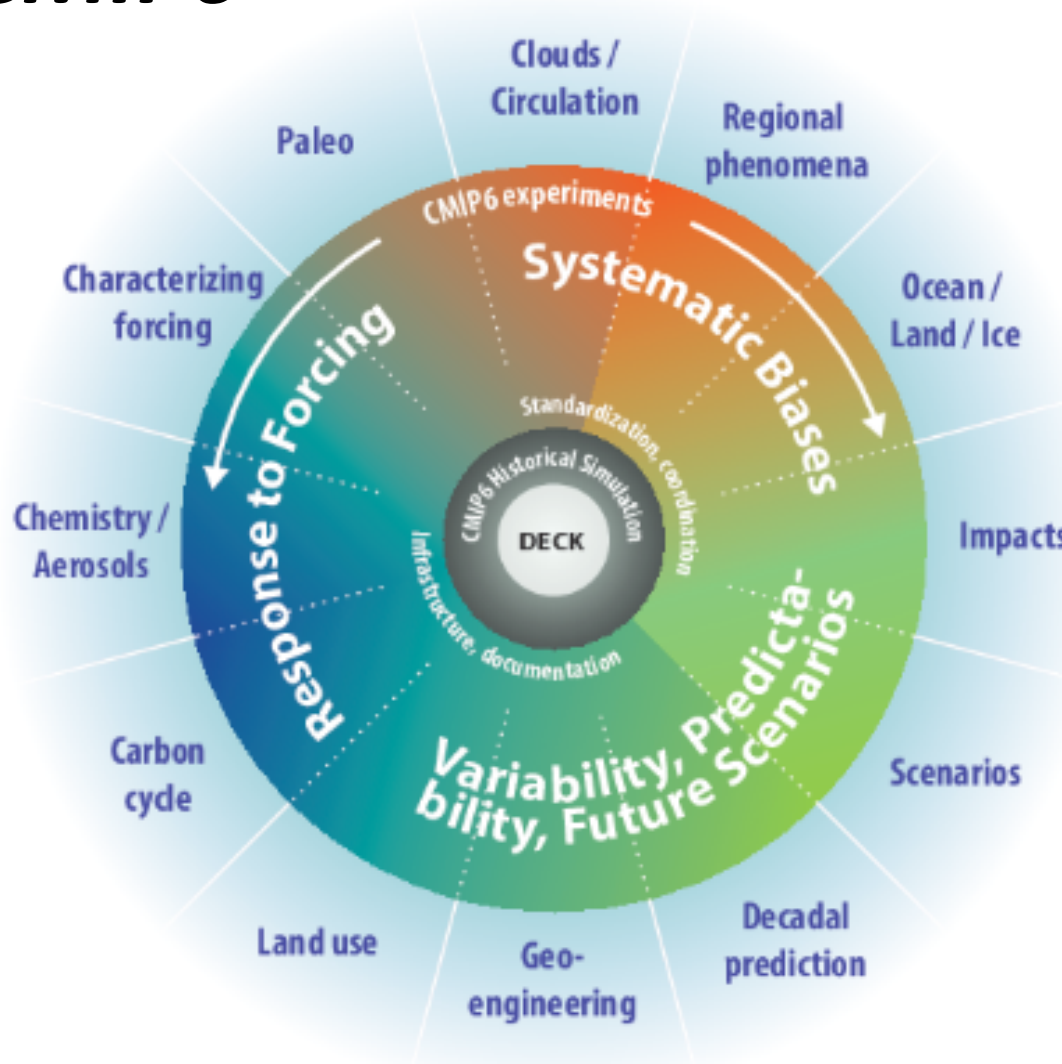 Clouds /
Circulation
Regional
phenomena
Paleo
CMIP6 experiments
Systematic Biases
Characterizing
forcing
Ocean /
Land / Ice
Response to Forcing
Standardization, coordination
CMIP6 Historical Simulation
DECK
Chemistry /
Aerosols
Impacts
Infrastructure, documentation
Variability, Predicta-
bility, Future Scenarios
Carbon
cycle
Scenarios
Land use
Geo-
engineering
Decadal
prediction